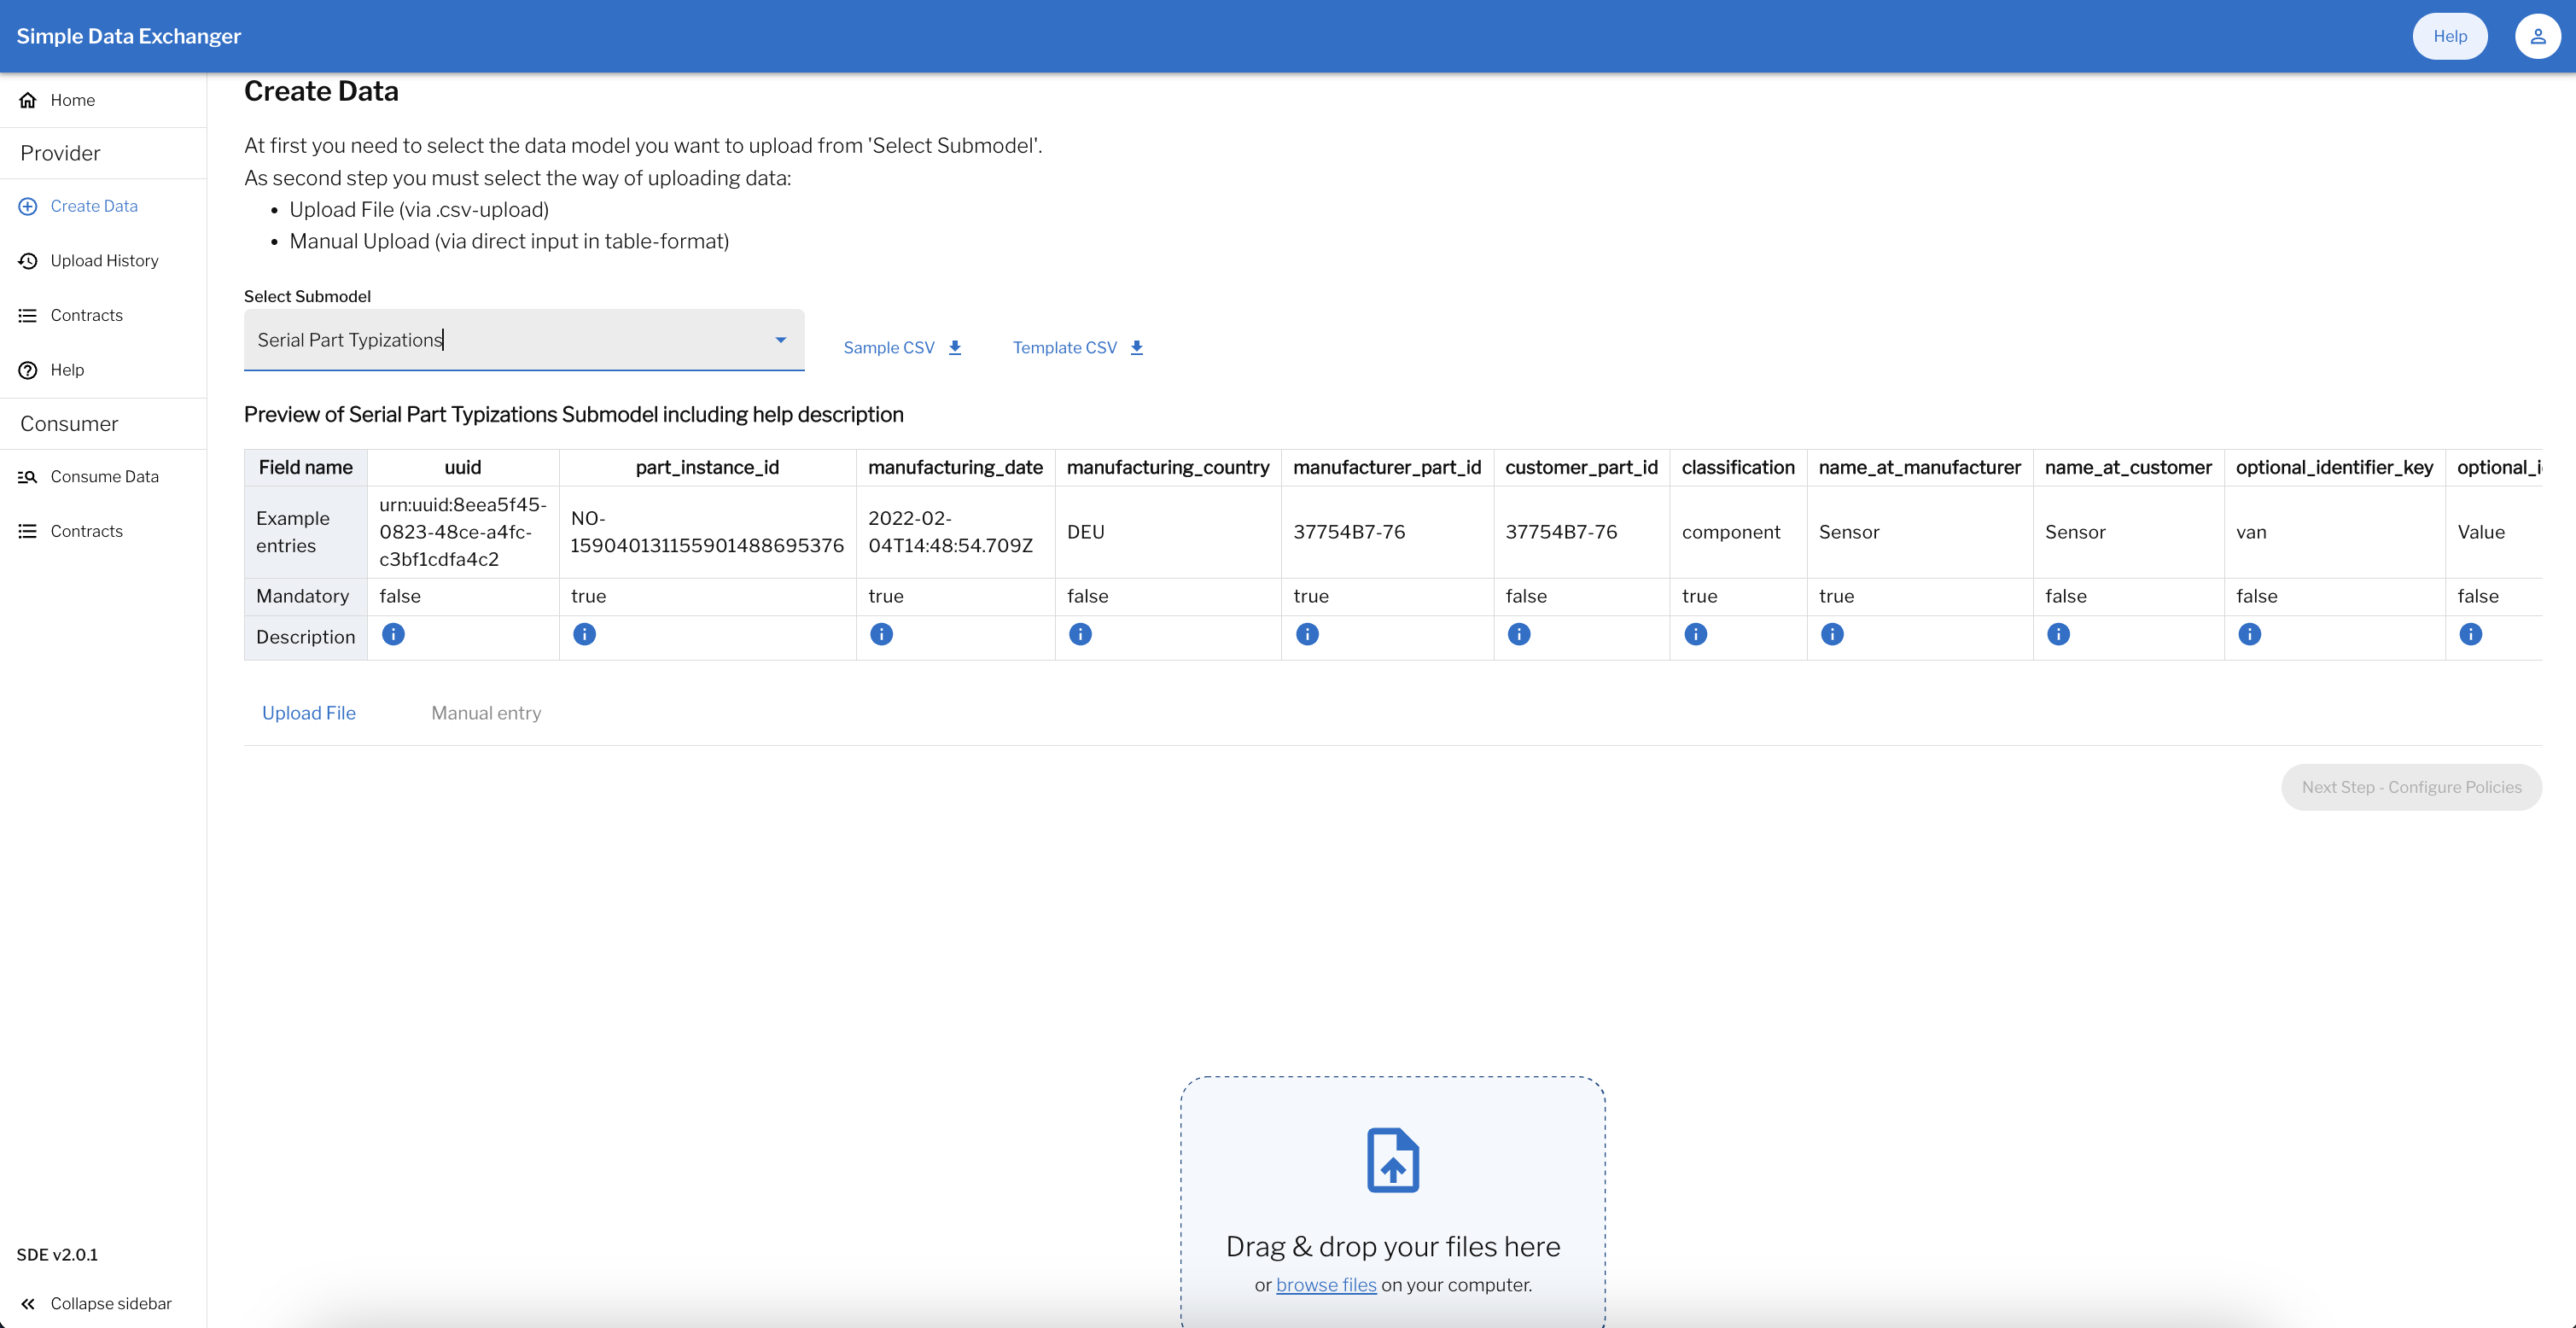 Simple Data Exchanger
Help
Home
Provider
Create Data
Upload History
Contracts
Help
Consumer
Consume Data
Contracts
SDE v2.0.1
Collapse sidebar
Create Data
At first you need to select the data model you want to upload from 'Select Submodel'.
As second step you must select the way of uploading data:
• Upload File (via .csv-upload)
• Manual Upload (via direct input in table-format)
Select Submodel
Serial Part Typizations
Sample CSV
Template CSV
Preview of Serial Part Typizations Submodel including help description
Field name uuid part_instance_id manufacturing_date manufacturing_country manufacturer_part_id customer_part_id classification name_at_manufacturer name_at_customer optional_identifier_key
Example entries urn:uuid:8eea5f45-0823-48ce-a4fc-c3bf1cdfa4c2 NO-159040131155901488695376 2022-02-04T14:48:54.709Z DEU 37754B7-76 37754B7-76 component Sensor Sensor van Value
Mandatory false true true false true false true true false false false
Description
Upload File
Manual entry
Next Step - Configure Policies
Drag & drop your files here
or browse files on your computer.